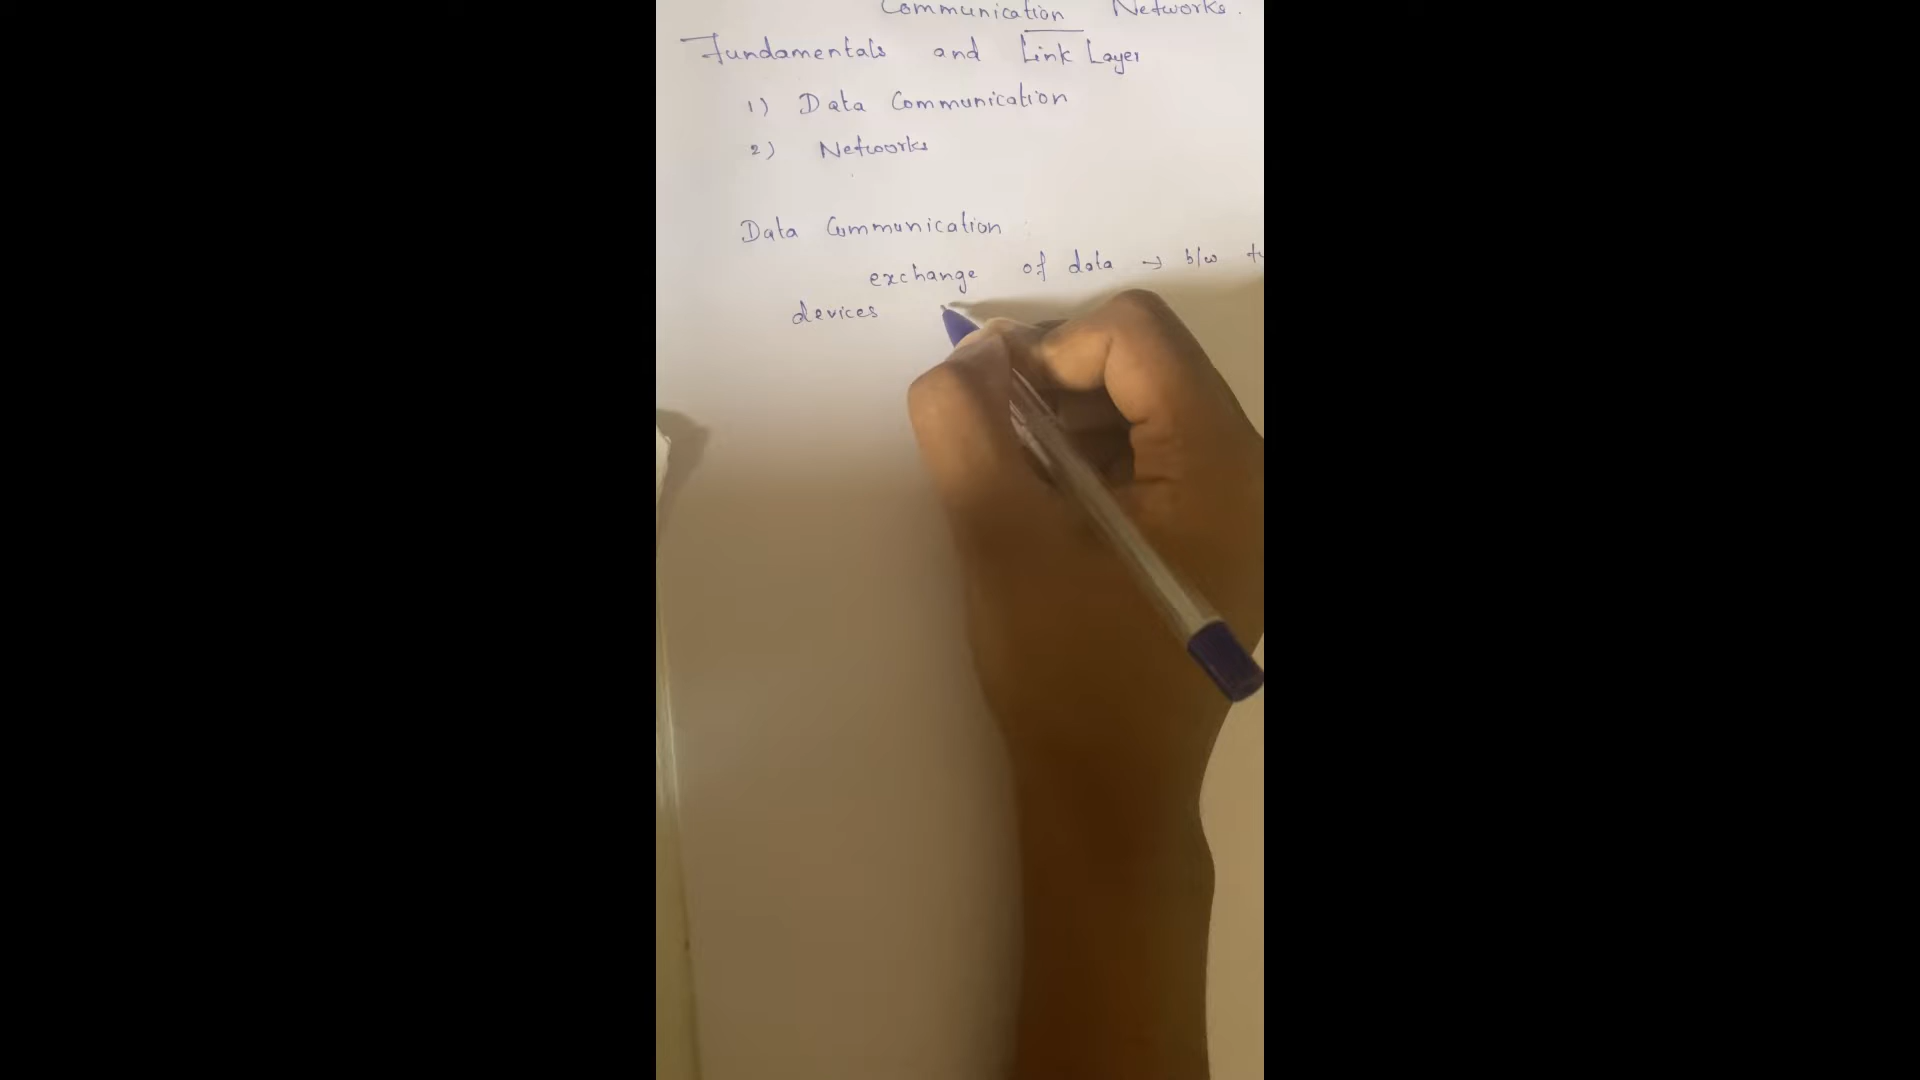 Communication Networks.
Fundamentals and Link Layer
1) Data Communication
2) Networks
Data Communication :
exchange of data → b/w
devices